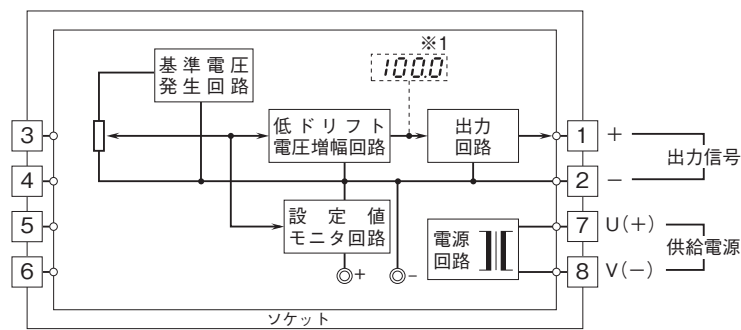 ※1
100.0
基準電圧
発生回路
低ドリフト
電圧増幅回路
出力
回路
設定値
モニタ回路
電源
回路
+
-
3
4
5
6
1
2
7
8
+
−
出力信号
U(+)
V(−)
供給電源
ソケット